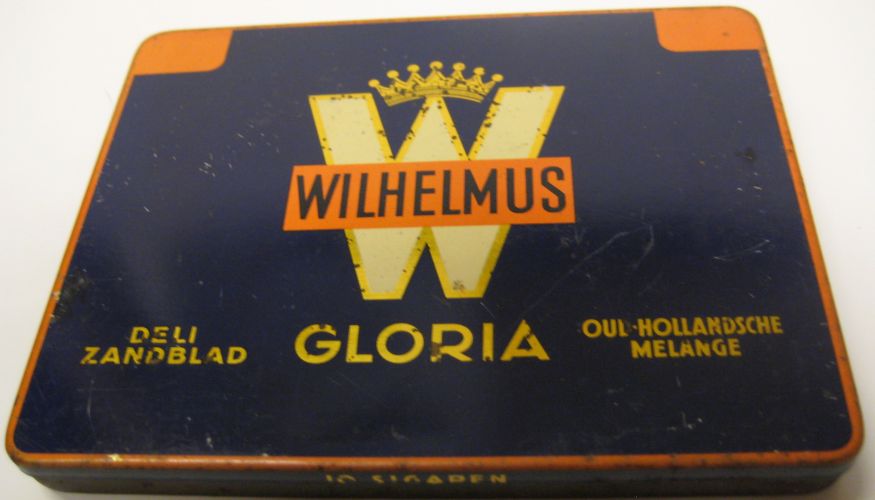 W
WILHELMUS
DELI
ZANDBLAD
GLORIA
OUD-HOLLANDSCHE
MELANGE
10 SIGAREN